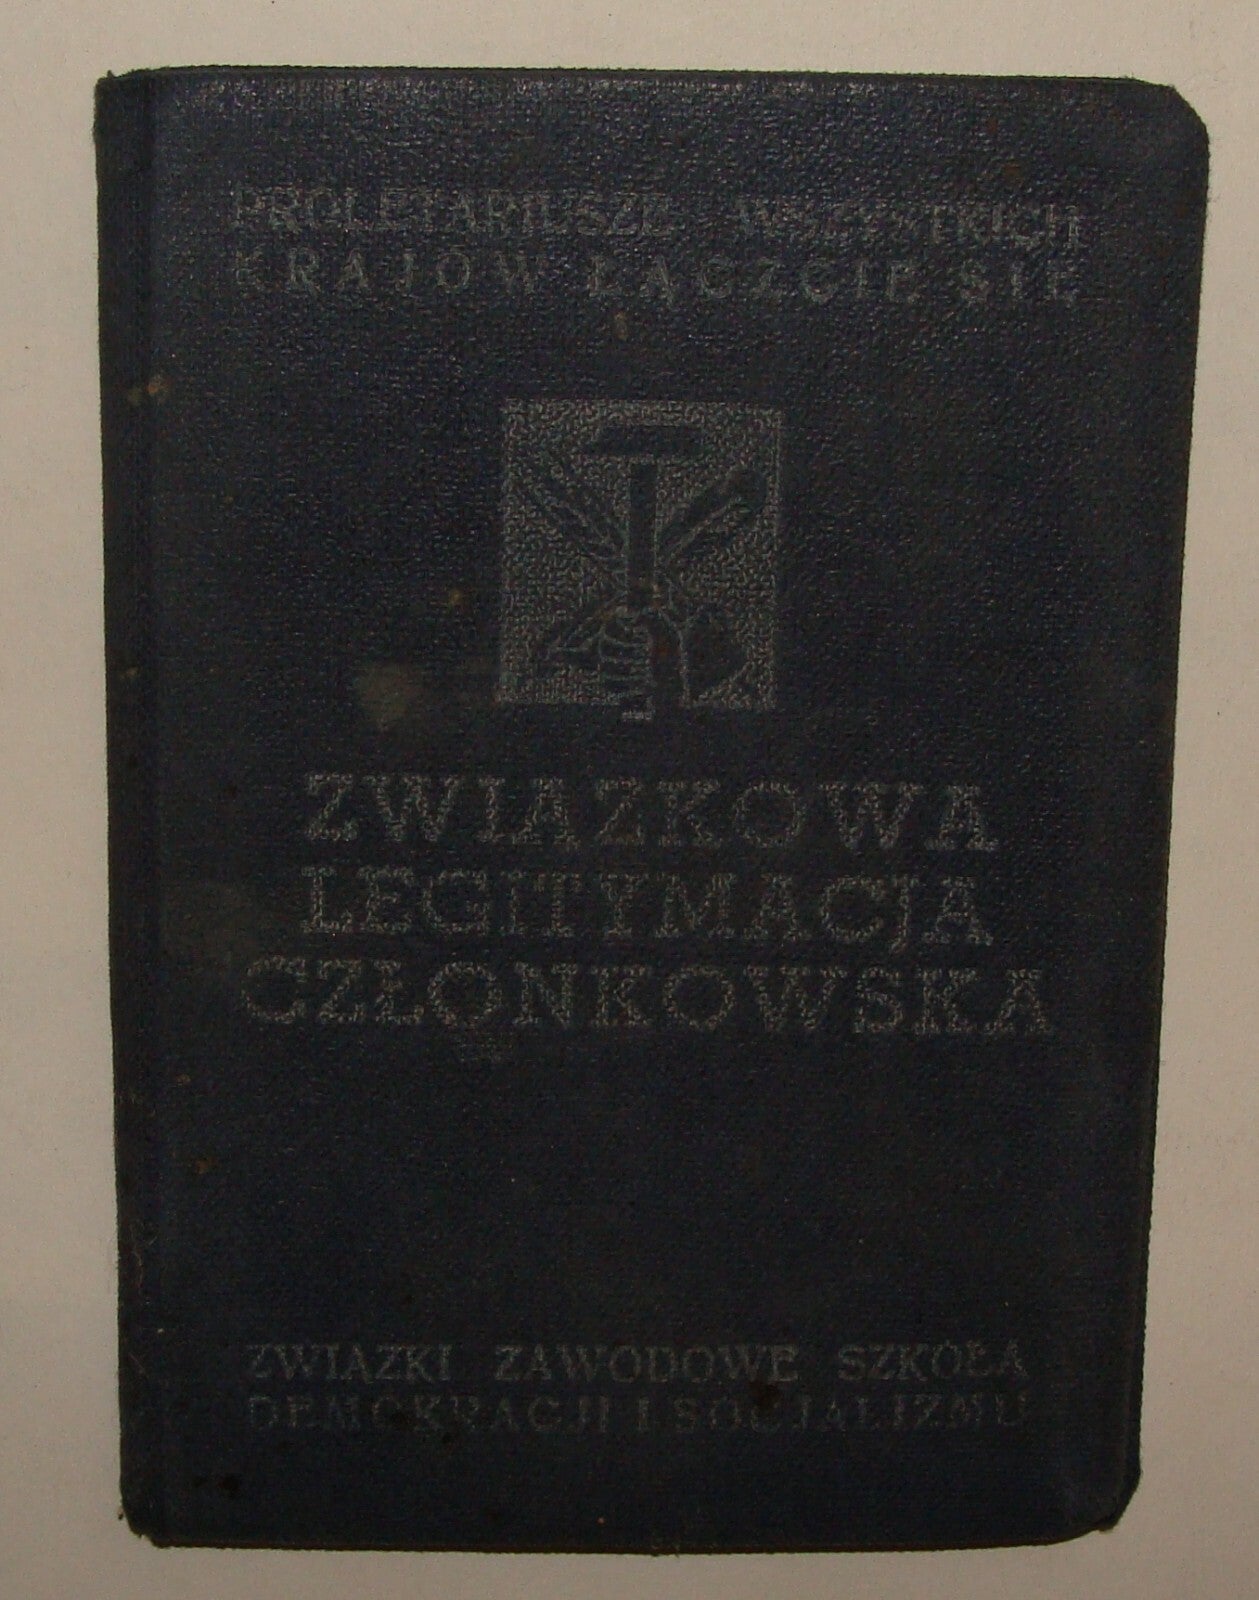 PROLETARIUSZE WSZYSTKICH
KRAJÓW ŁĄCZCIE SIĘ
ZWIĄZKOWA
LEGITYMACJA
CZŁONKOWSKA
ZWIĄZKI ZAWODOWE SZKOŁĄ
DEMOKRACJI I SOCJALIZMU